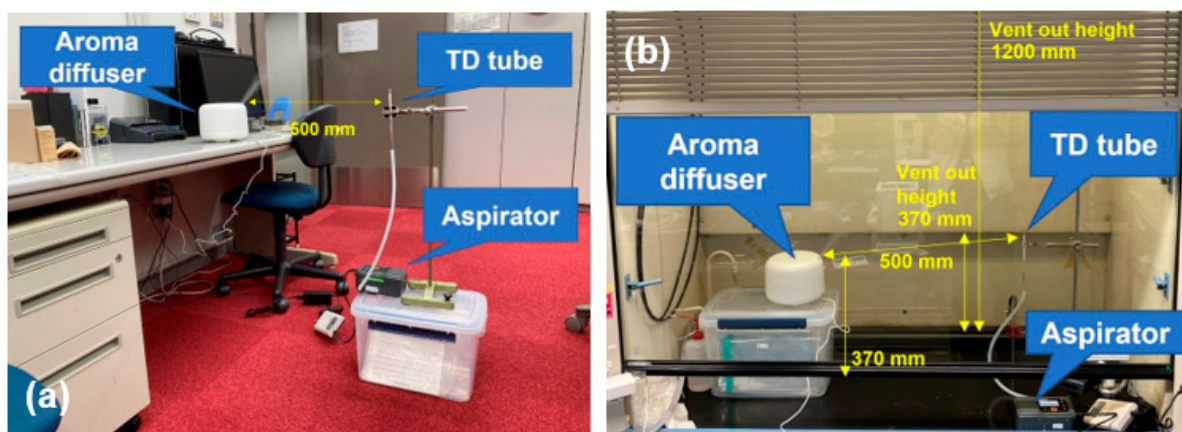 Aroma
diffuser
TD tube
500 mm
Aspirator
(a)
(b)
Vent out height
1200 mm
Aroma
diffuser
TD tube
Vent out
height
370 mm
500 mm
370 mm
Aspirator